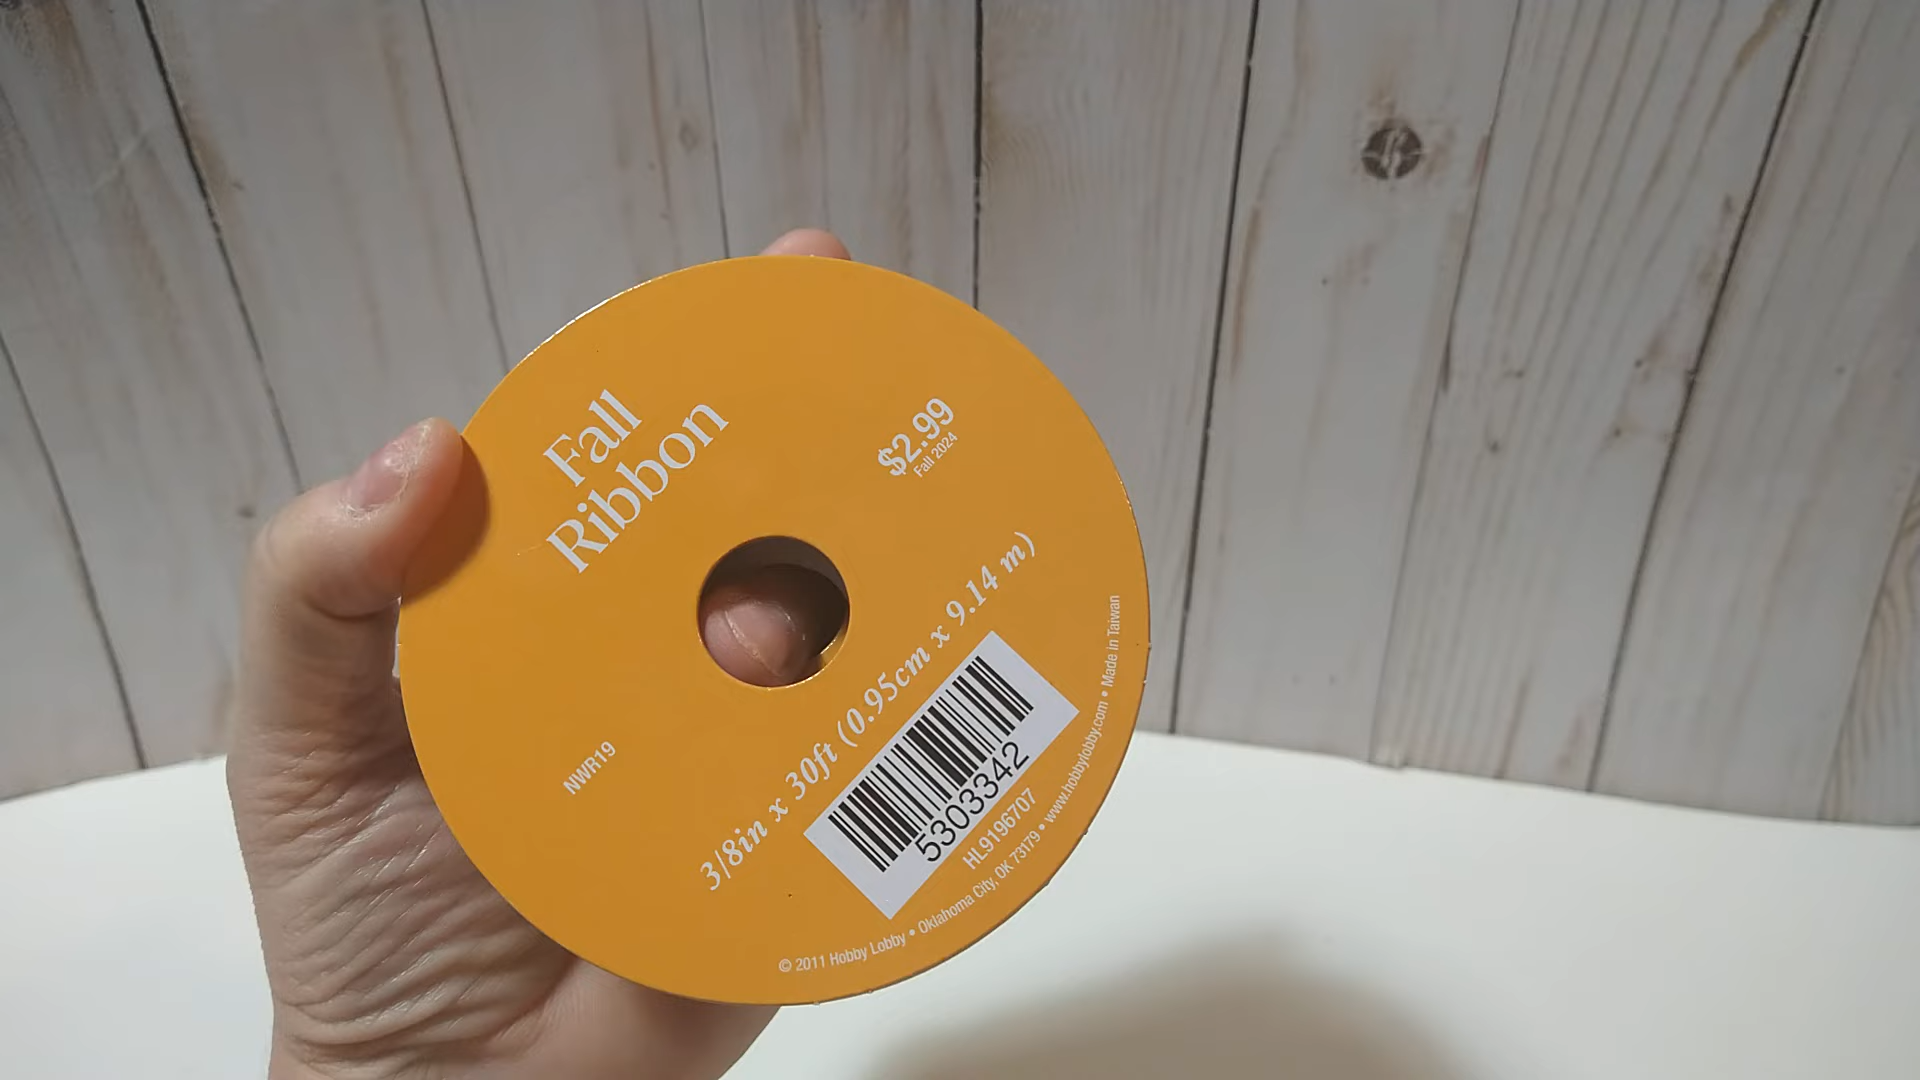 Fall
Ribbon
$2.99
Fall 2024
3/8in x 30ft (0.95cm x 9.14 m)
NWR19
5303342
HL9196707
© 2011 Hobby Lobby • Oklahoma City, OK 73179 • www.hobbylobby.com • Made in Taiwan